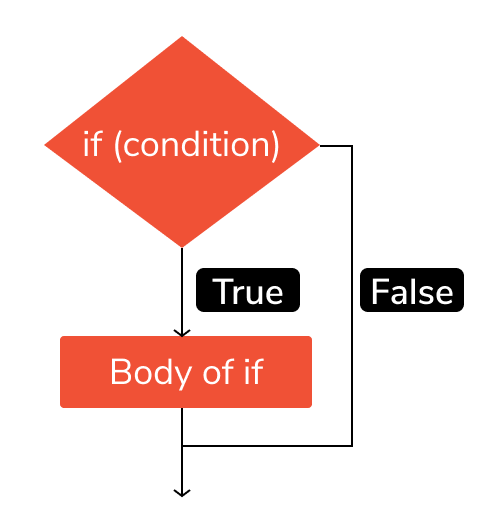 if (condition)
True
False
Body of if